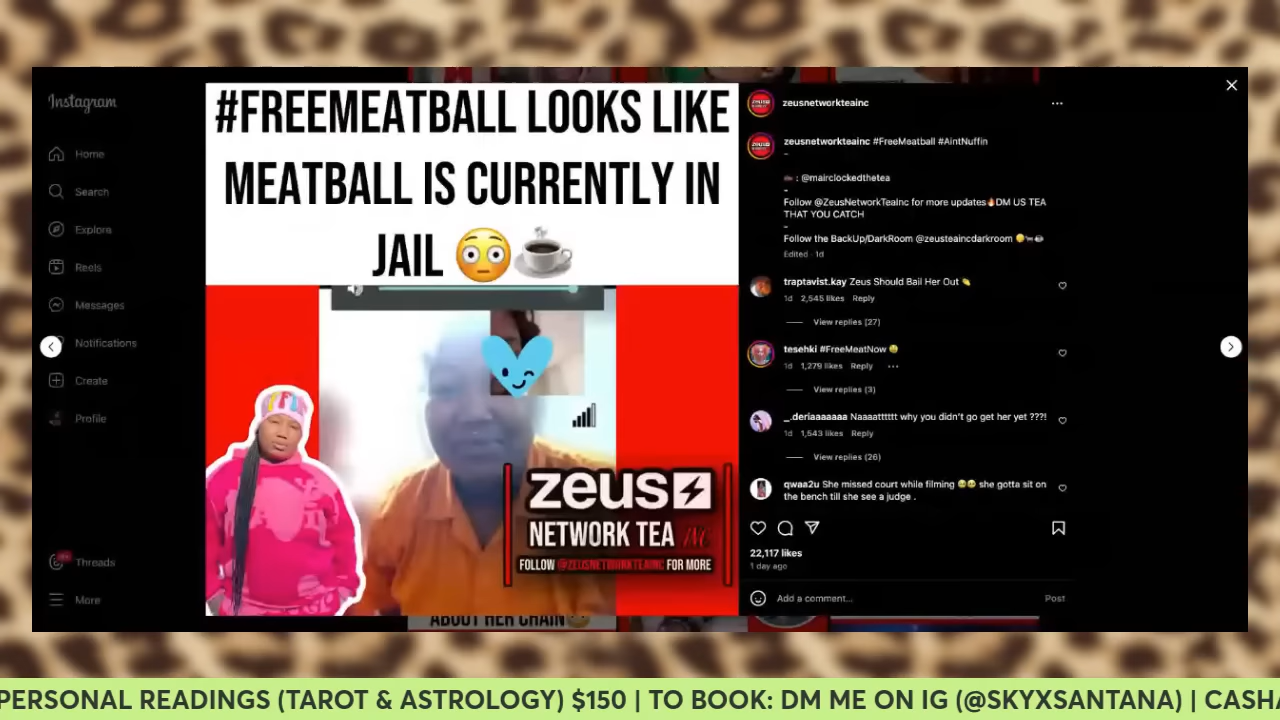 Instagram
Home
Search
Explore
Reels
Messages
Notifications
Create
Profile
Threads
More
#FREEMEATBALL LOOKS LIKE
MEATBALL IS CURRENTLY IN
JAIL 😳☕
zeus
NETWORK TEA INC
FOLLOW @ZEUSNETWORKTEAINC FOR MORE
ABOUT HER CHAIN
zeusnetworkteainc
zeusnetworkteainc #FreeMeatball #AintNuffin
-
: @mairclockedthetea
-
Follow @ZeusNetworkTeaInc for more updates🔥DM US TEA
THAT YOU CATCH
-
Follow the BackUp/DarkRoom @zeusteaincdarkroom
Edited · 1d
traptavist.kay Zeus Should Bail Her Out
1d 2,545 likes Reply
View replies (27)
tesehki #FreeMeatNow
1d 1,279 likes Reply ...
View replies (3)
_.deriaaaaaaa Naaaatttttt why you didn't go get her yet ???!
1d 1,543 likes Reply
View replies (26)
qwaa2u She missed court while filming she gotta sit on
the bench till she see a judge .
22,117 likes
1 day ago
Add a comment...
Post
PERSONAL READINGS (TAROT & ASTROLOGY) $150 | TO BOOK: DM ME ON IG (@SKYXSANTANA) | CASHA